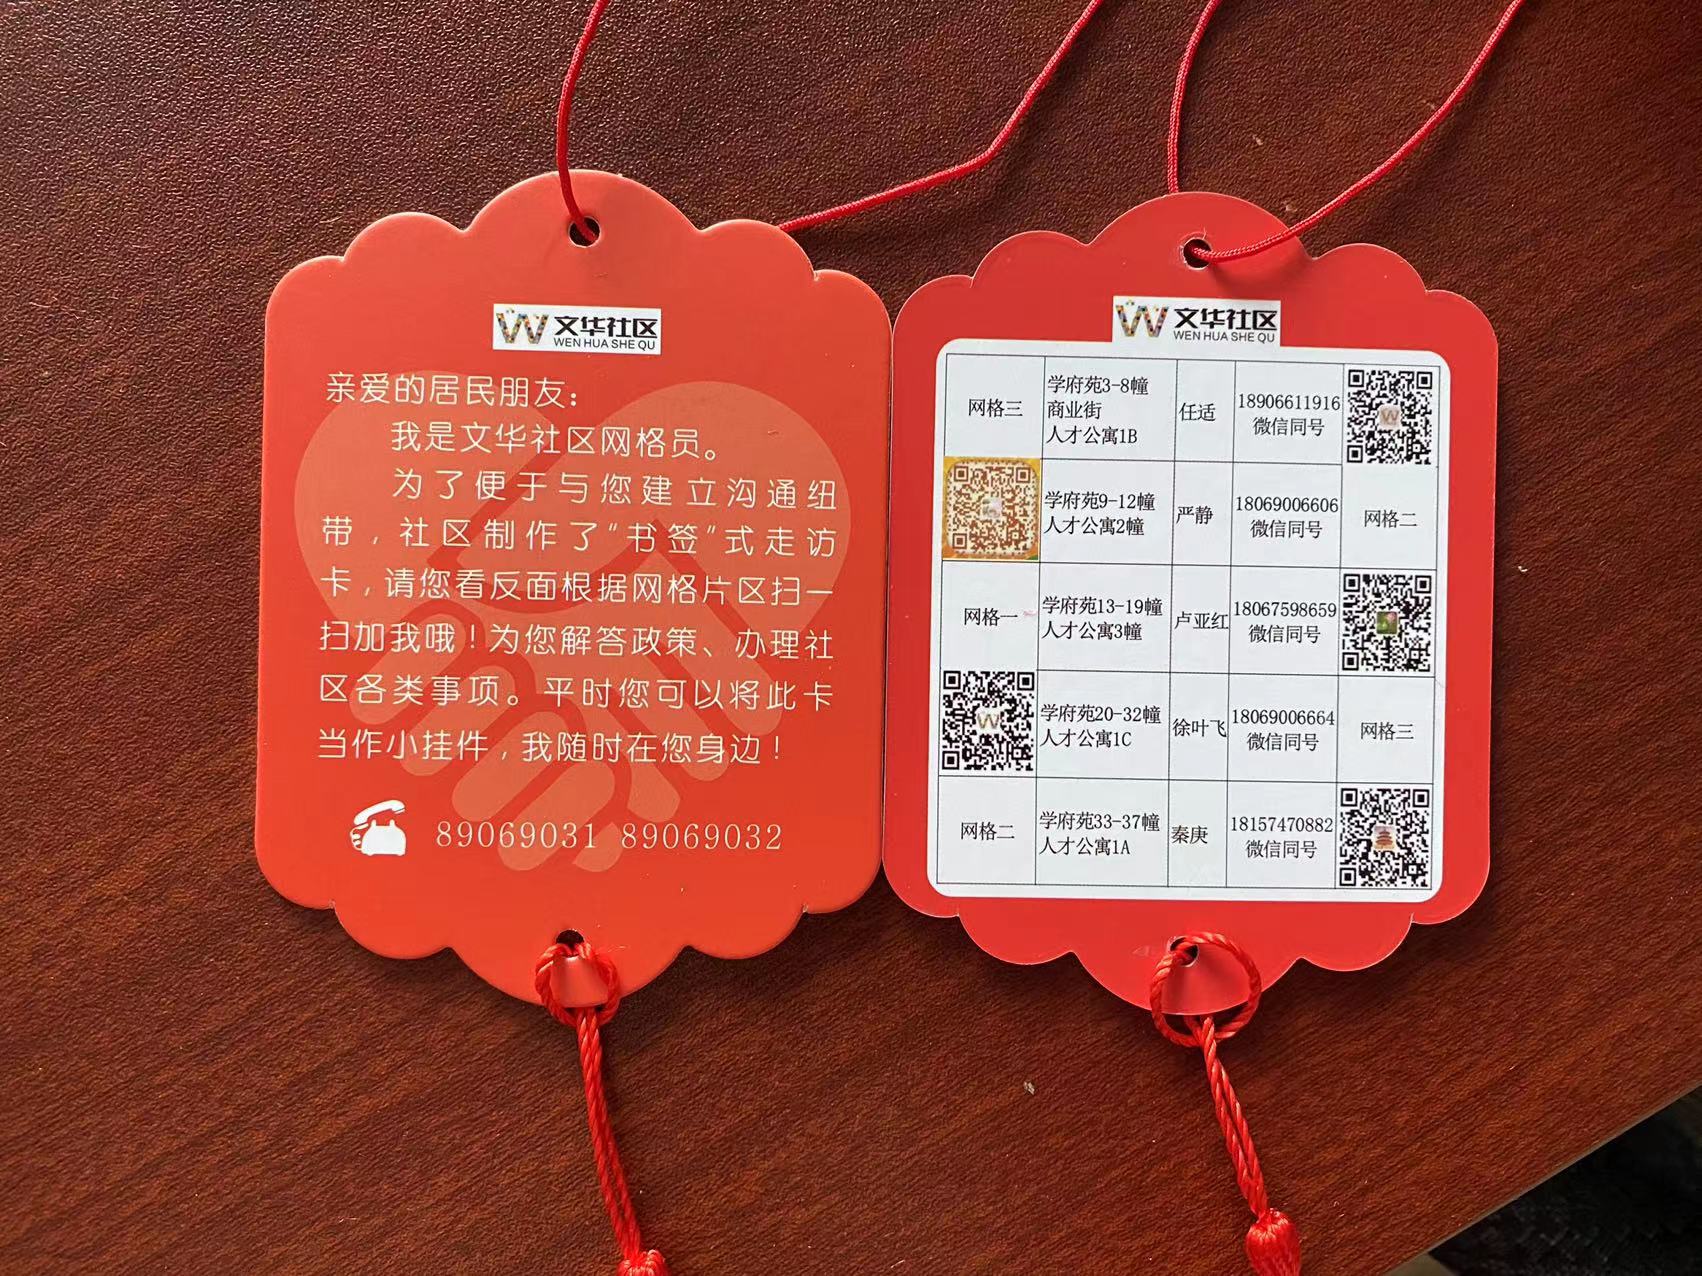 文华社区
WEN HUA SHE QU
亲爱的居民朋友：
我是文华社区网格员。
为了便于与您建立沟通纽
带，社区制作了“书签”式走访
卡，请您看反面根据网格片区扫一
扫加我哦！为您解答政策、办理社
区各类事项。平时您可以将此卡
当作小挂件，我随时在您身边！
89069031 89069032
文华社区
WEN HUA SHE QU
网格三
学府苑3-8幢
商业街
人才公寓1B
任适
18906611916
微信同号
学府苑9-12幢
人才公寓2幢
严静
18069006606
微信同号
网格二
网格一
学府苑13-19幢
人才公寓3幢
卢亚红
18067598659
微信同号
学府苑20-32幢
人才公寓1C
徐叶飞
18069006664
微信同号
网格三
网格二
学府苑33-37幢
人才公寓1A
秦庚
18157470882
微信同号